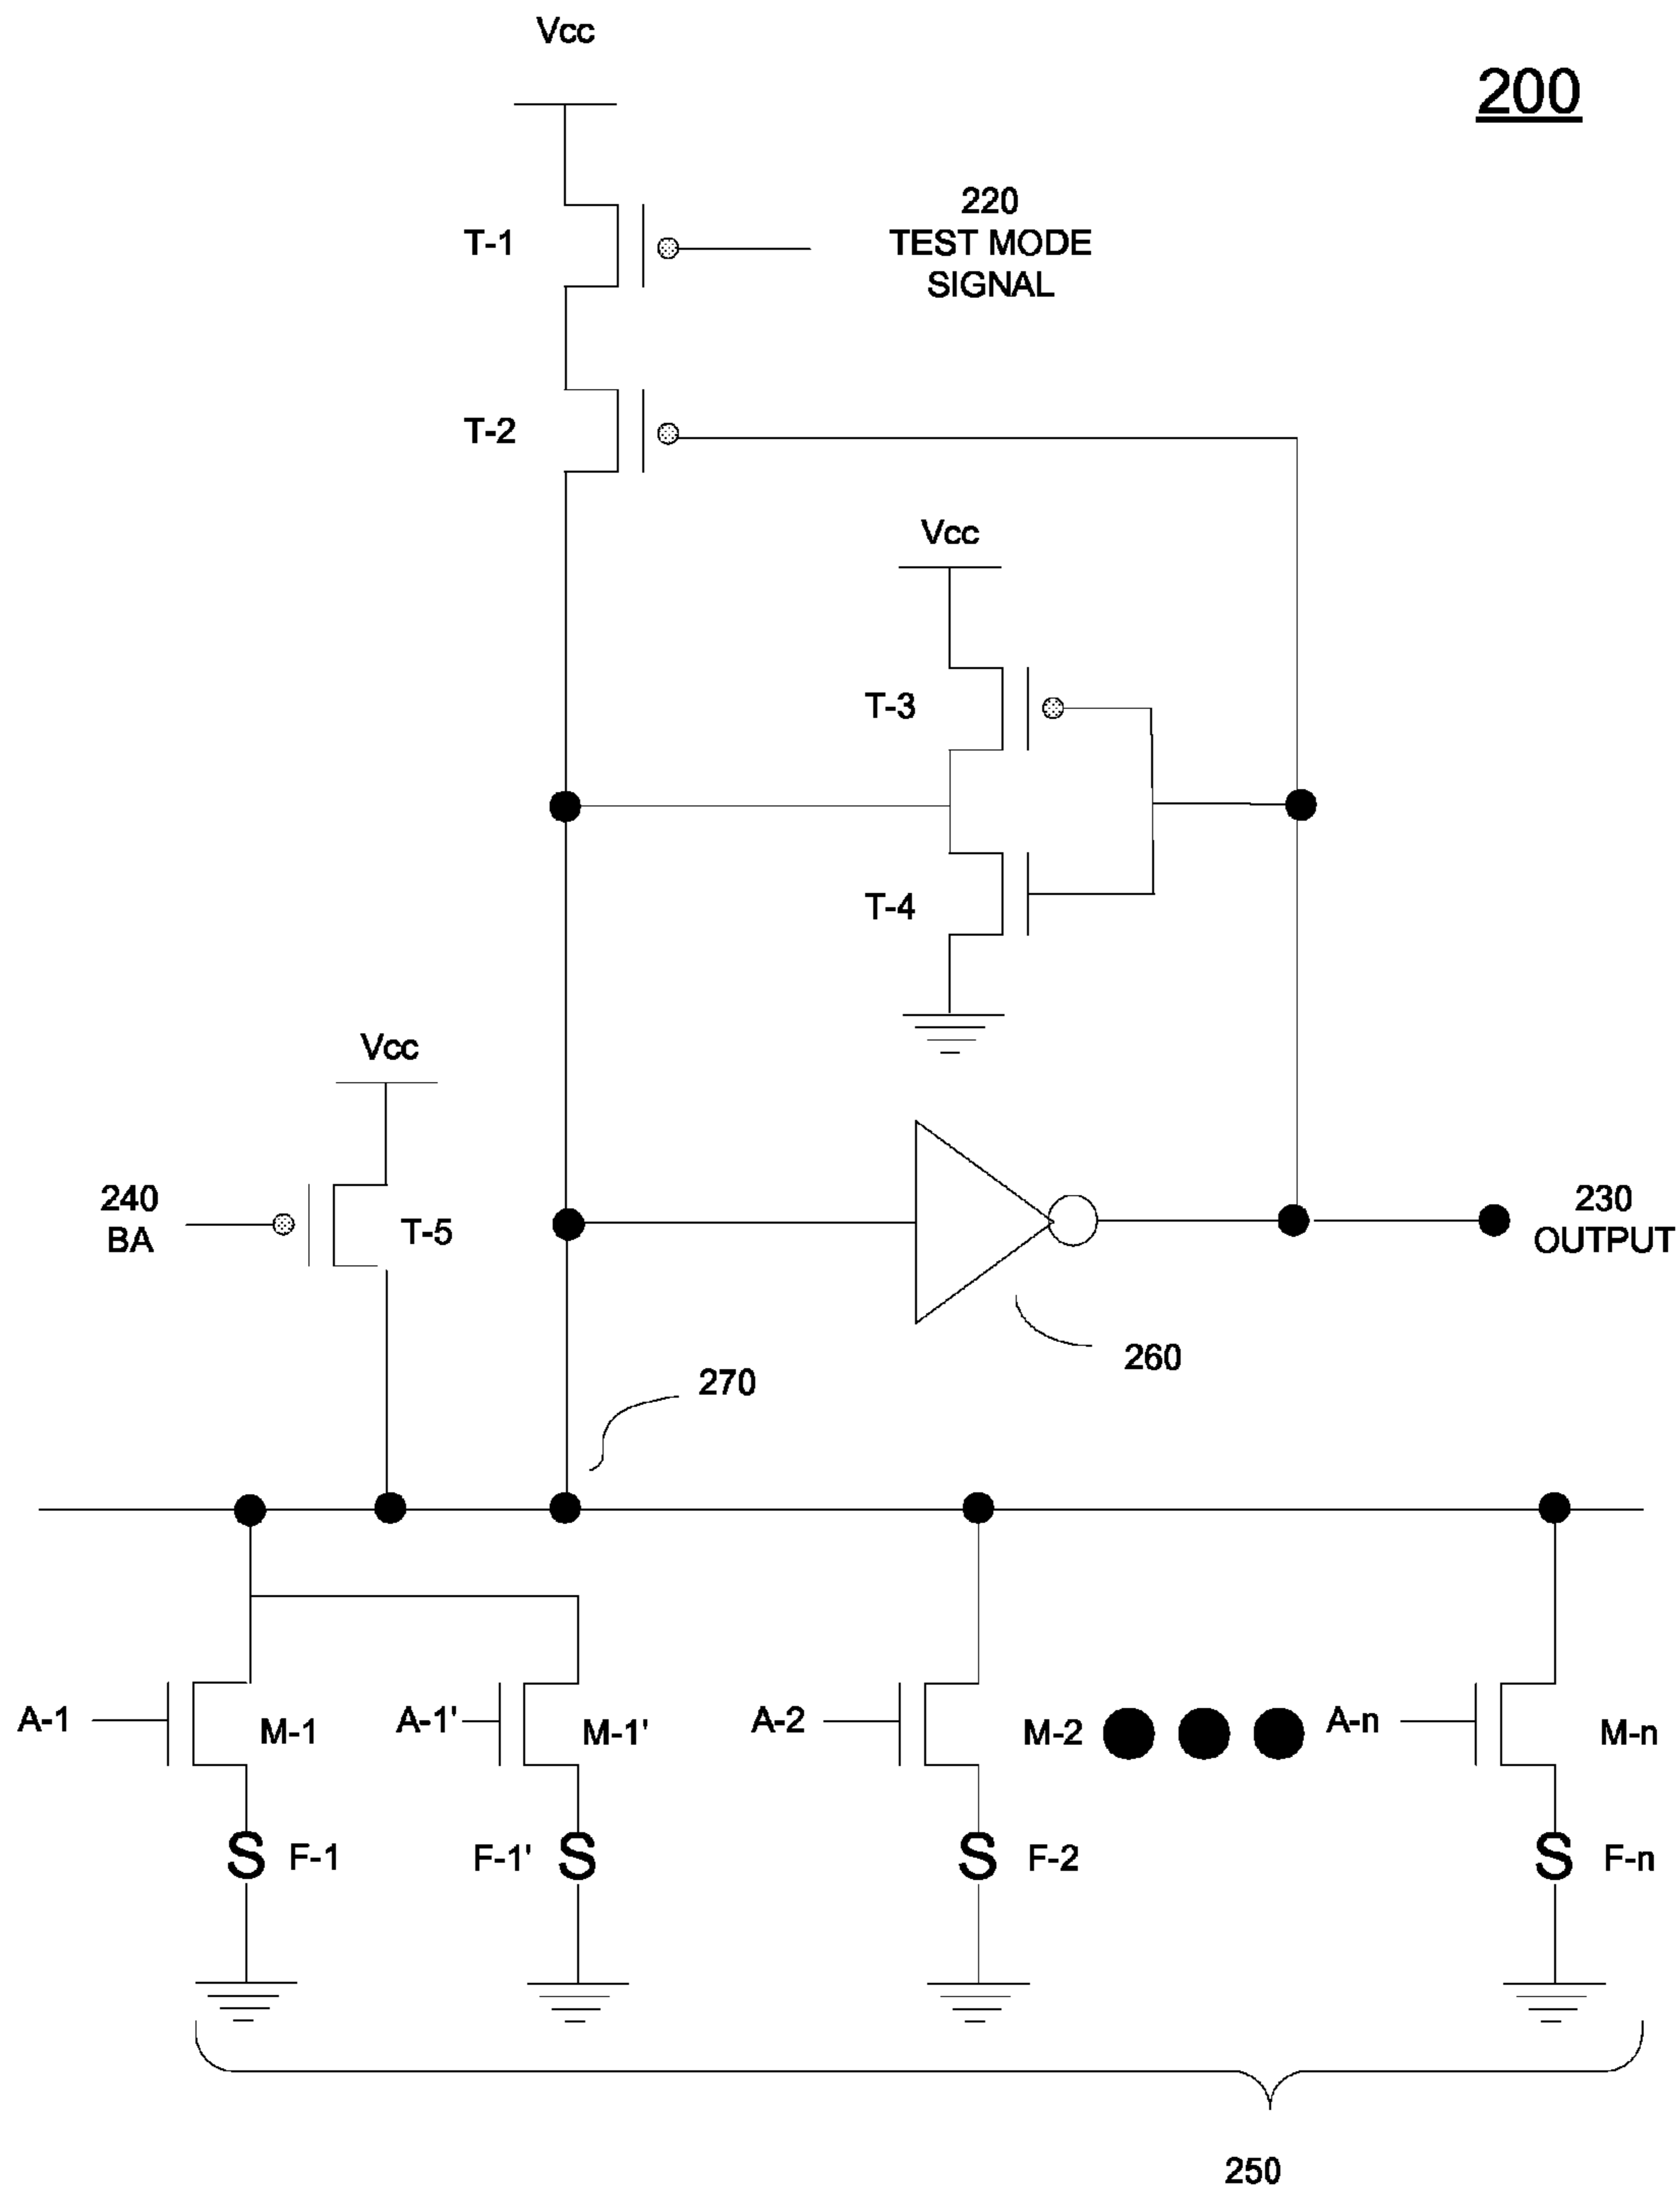 Vcc
200
220
TEST MODE
SIGNAL
T-1
T-2
Vcc
T-3
T-4
Vcc
240
BA
T-5
230
OUTPUT
260
270
A-1
M-1
A-1'
M-1'
A-2
M-2
A-n
M-n
S
F-1
F-1'
S
S
F-2
S
F-n
250